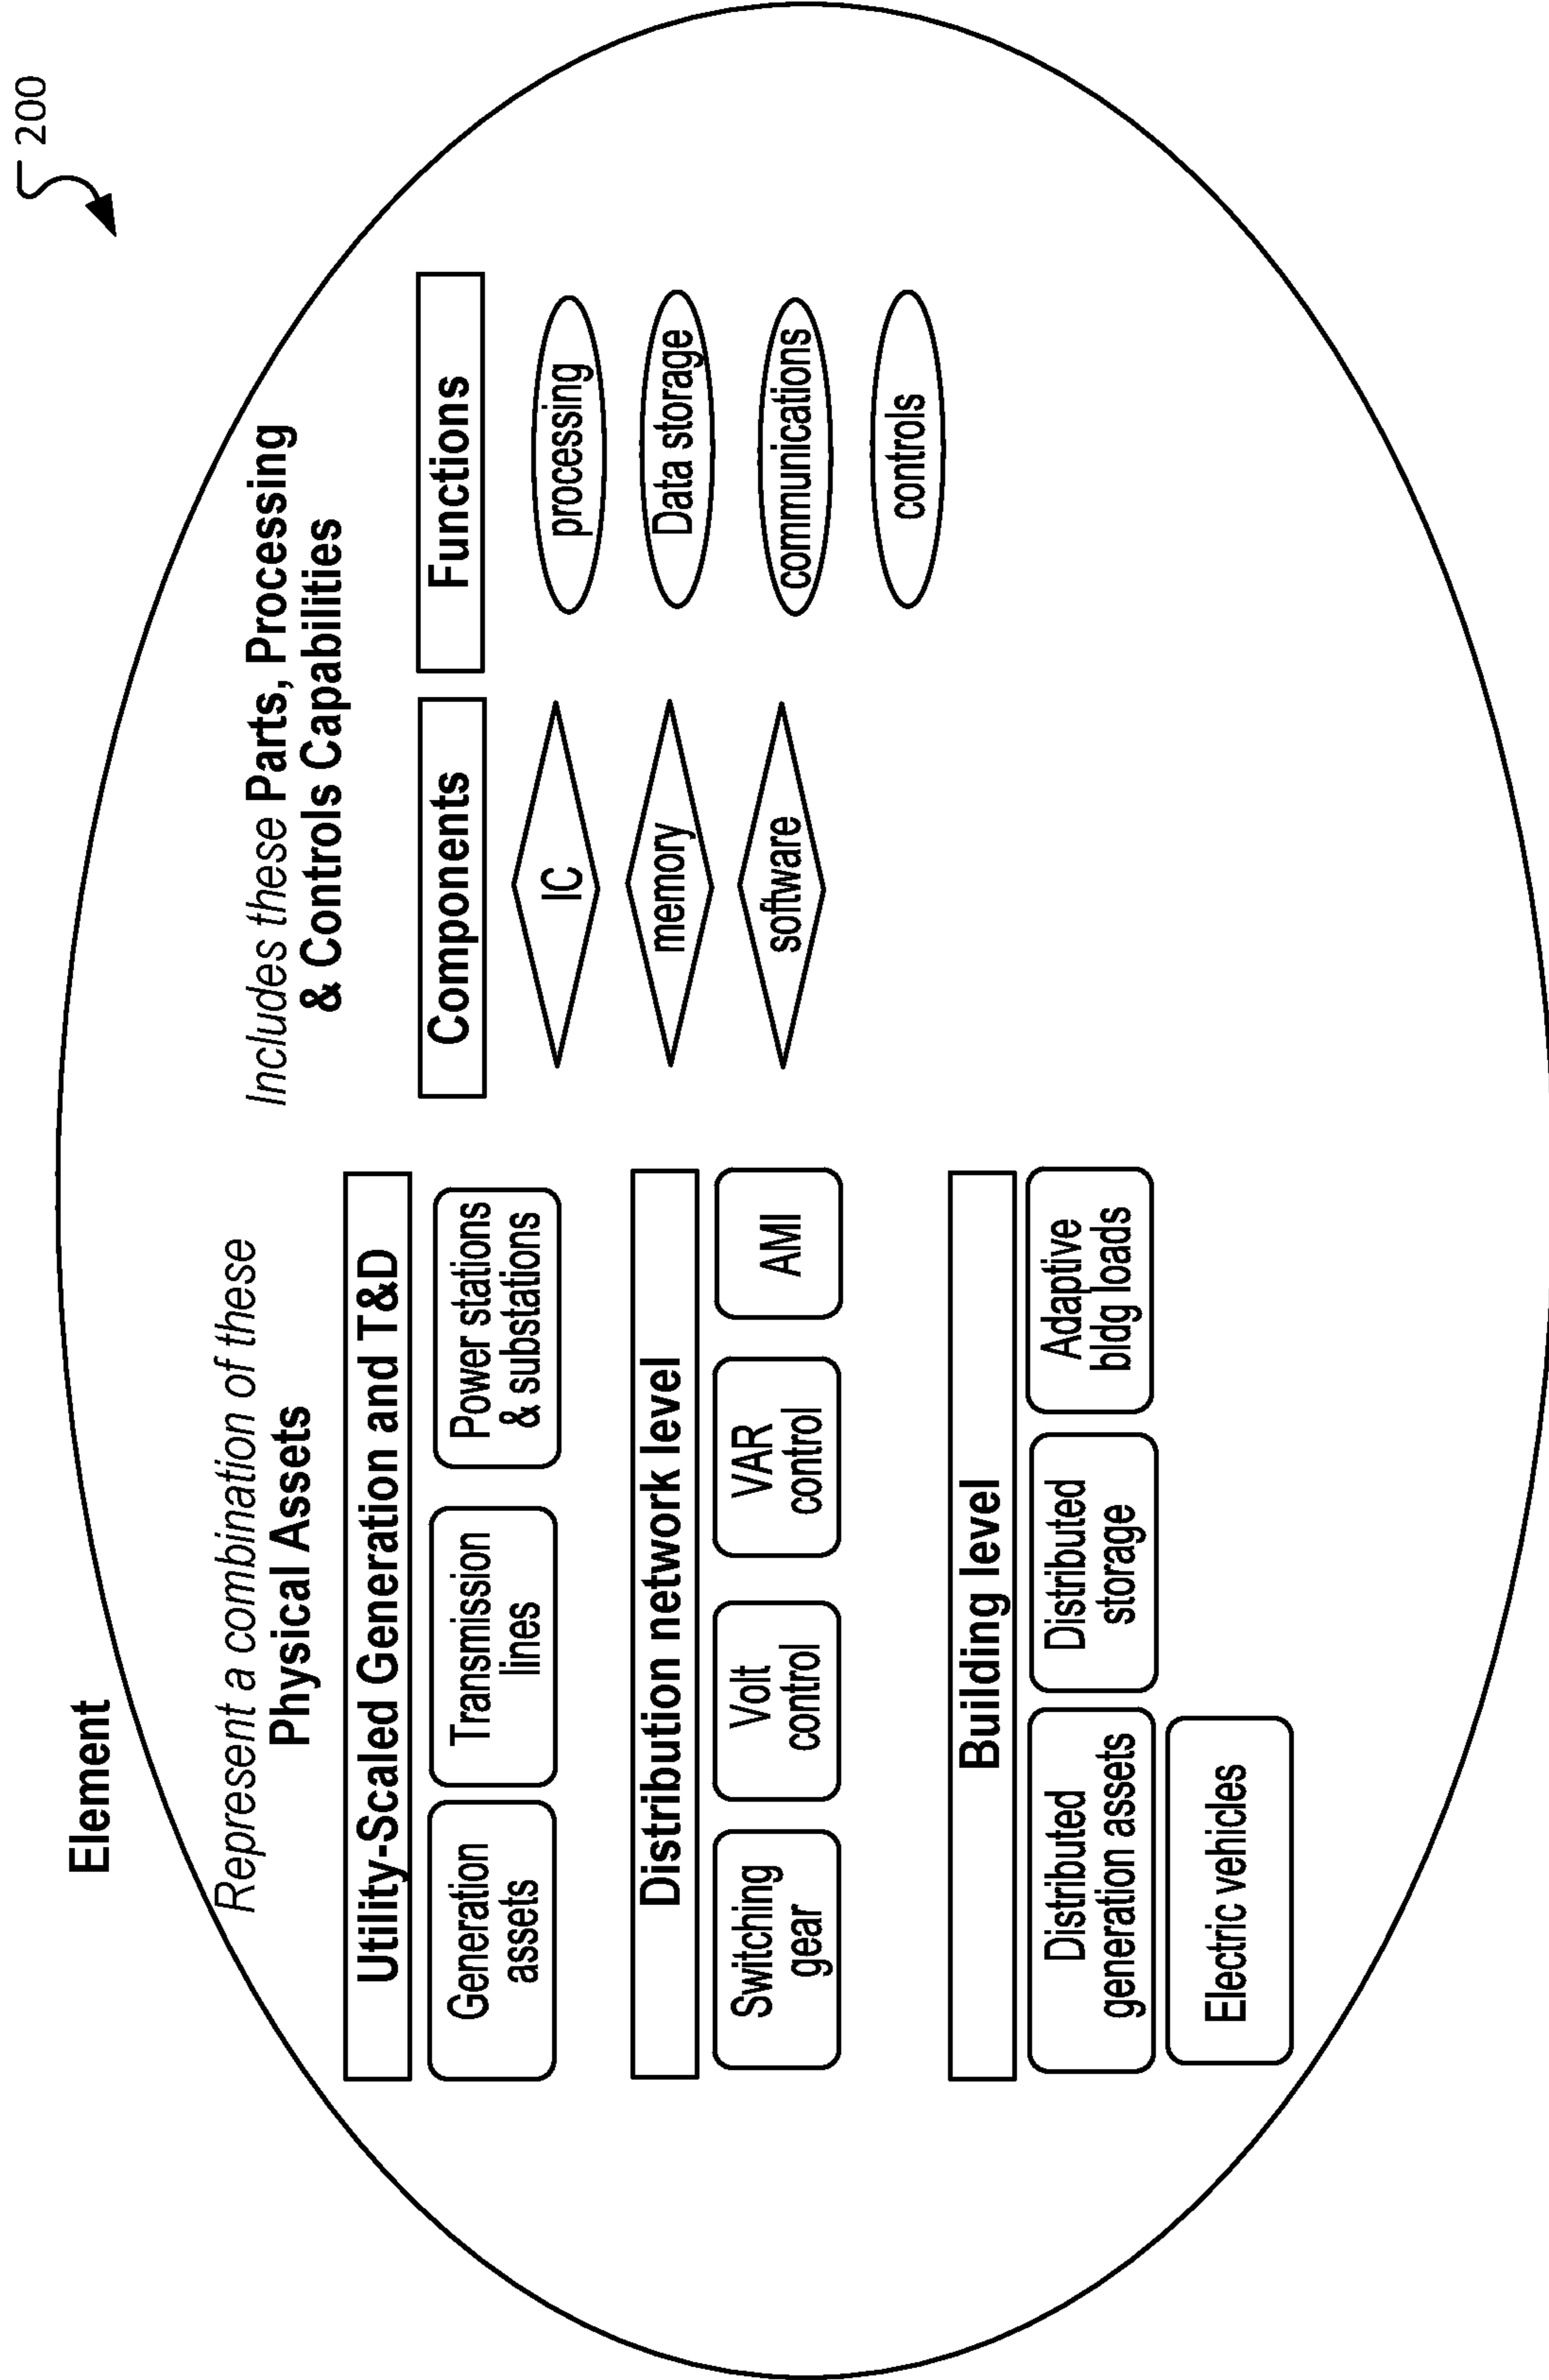 200
Element
Represent a combination of these
Physical Assets
Utility-Scaled Generation and T&D
Generation
assets
Transmission
lines
Power stations
& substations
Distribution network level
Switching
gear
Volt
control
VAR
control
AMI
Building level
Distributed
generation assets
Distributed
storage
Adaptive
bldg loads
Electric vehicles
Includes these Parts, Processing
& Controls Capabilities
Components
IC
memory
software
Functions
processing
Data storage
communications
controls